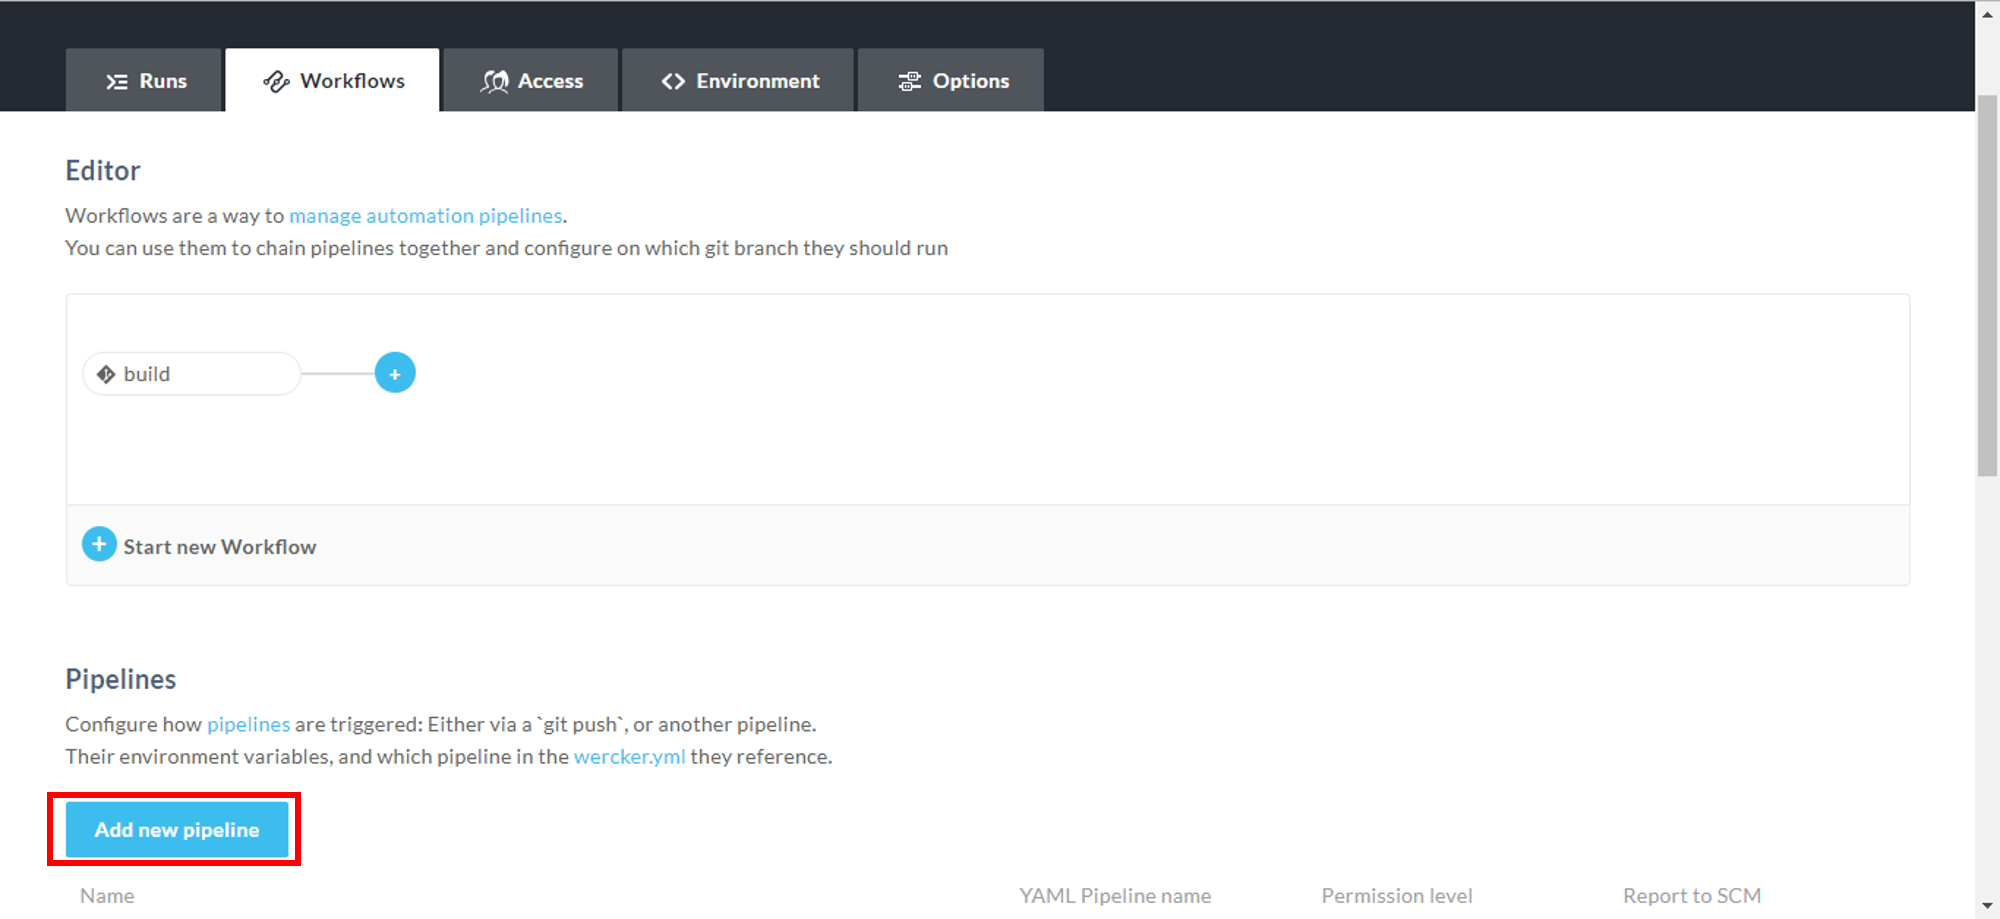 Runs Workflows Access Environment Options
Editor
Workflows are a way to manage automation pipelines.
You can use them to chain pipelines together and configure on which git branch they should run
build +
+ Start new Workflow
Pipelines
Configure how pipelines are triggered: Either via a `git push`, or another pipeline.
Their environment variables, and which pipeline in the wercker.yml they reference.
Add new pipeline
Name YAML Pipeline name Permission level Report to SCM